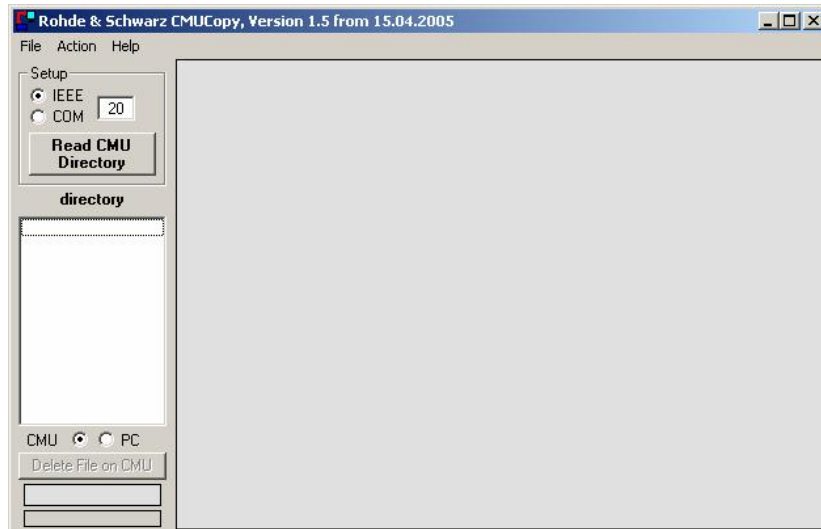 Rohde & Schwarz CMUCopy, Version 1.5 from 15.04.2005
File Action Help
Setup
IEEE
20
COM
Read CMU
Directory
directory
CMU PC
Delete File on CMU